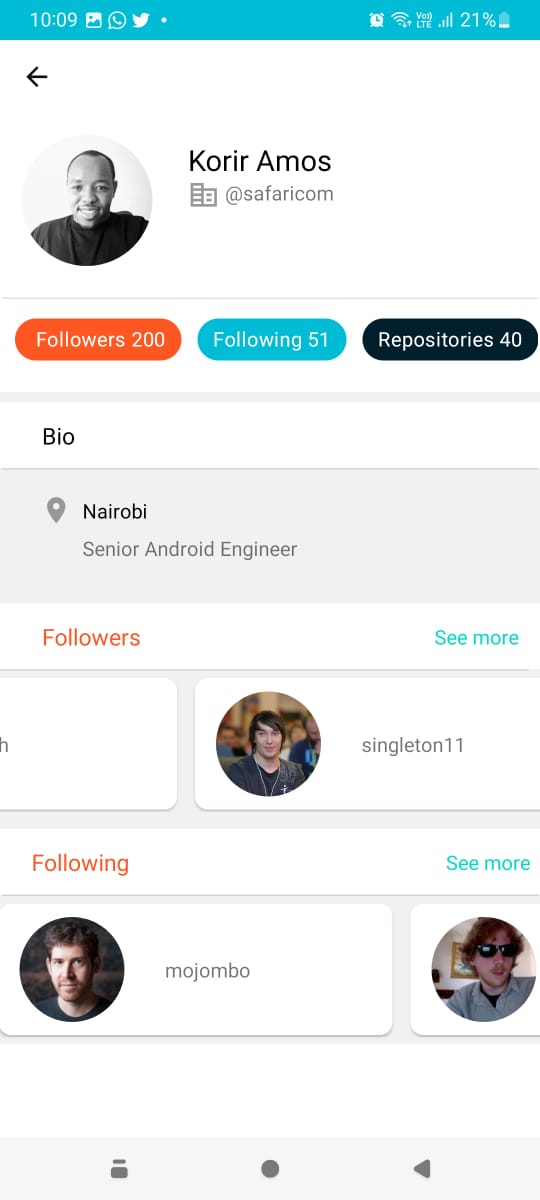 10:09
Vo)) LTE 21%
Korir Amos
@safaricom
Followers 200 Following 51 Repositories 40
Bio
Nairobi
Senior Android Engineer
Followers See more
h singleton11
Following See more
mojombo